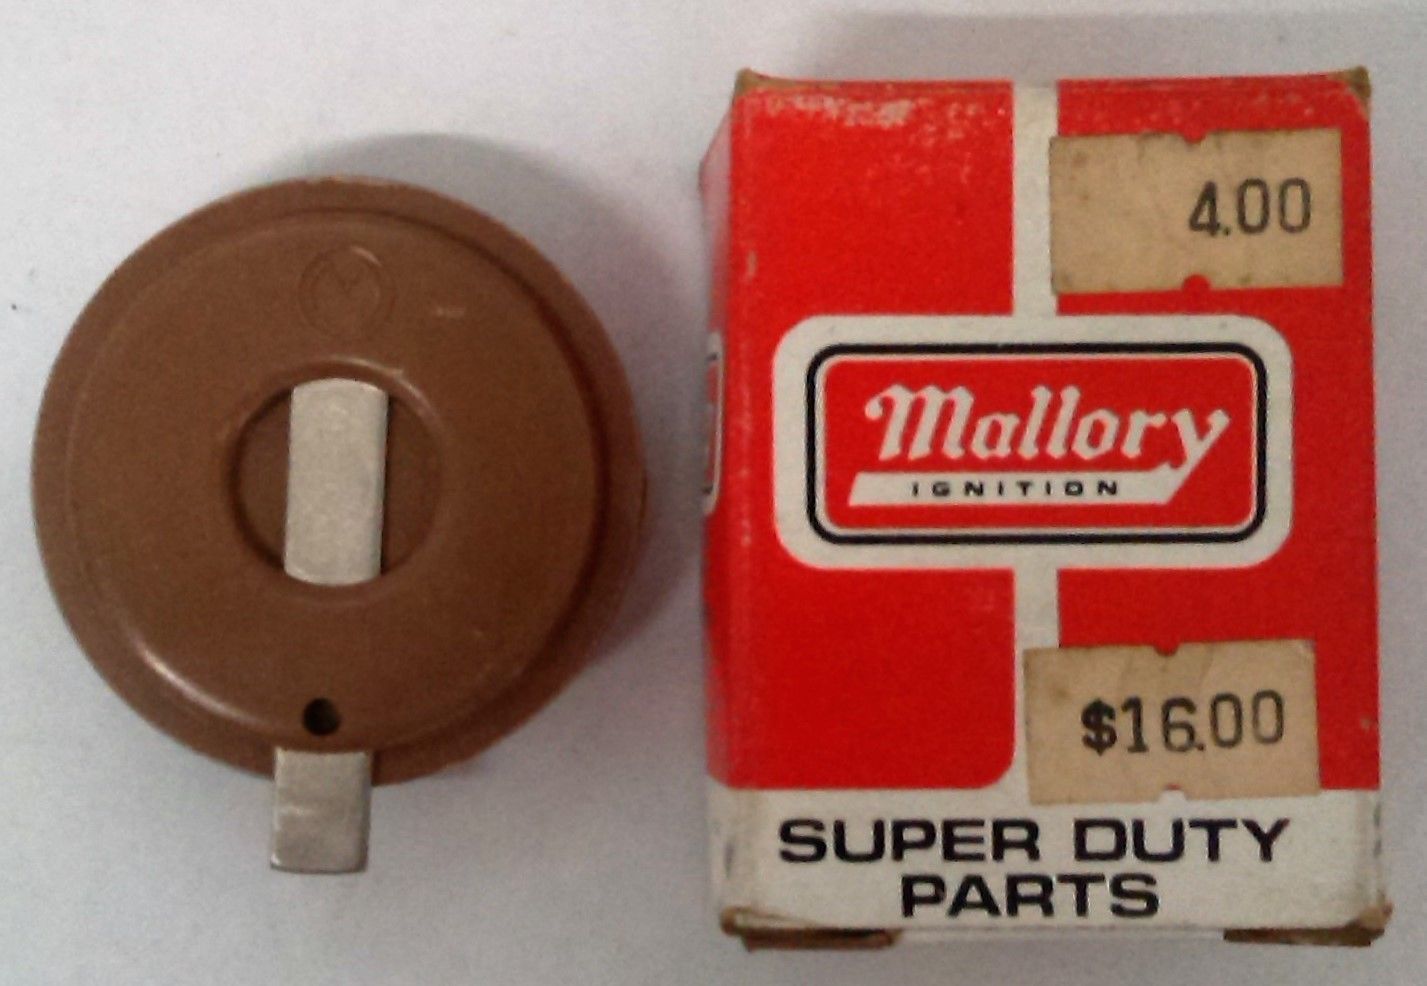 4.00
Mallory
IGNITION
$16.00
SUPER DUTY
PARTS